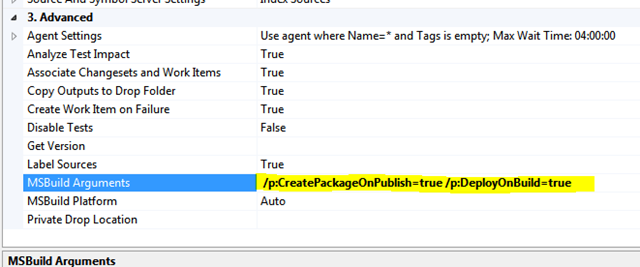 Source And Symbol Server Settings Index Sources
3. Advanced
Agent Settings Use agent where Name=* and Tags is empty; Max Wait Time: 04:00:00
Analyze Test Impact True
Associate Changesets and Work Items True
Copy Outputs to Drop Folder True
Create Work Item on Failure True
Disable Tests False
Get Version
Label Sources True
MSBuild Arguments /p:CreatePackageOnPublish=true /p:DeployOnBuild=true
MSBuild Platform Auto
Private Drop Location
MSBuild Arguments